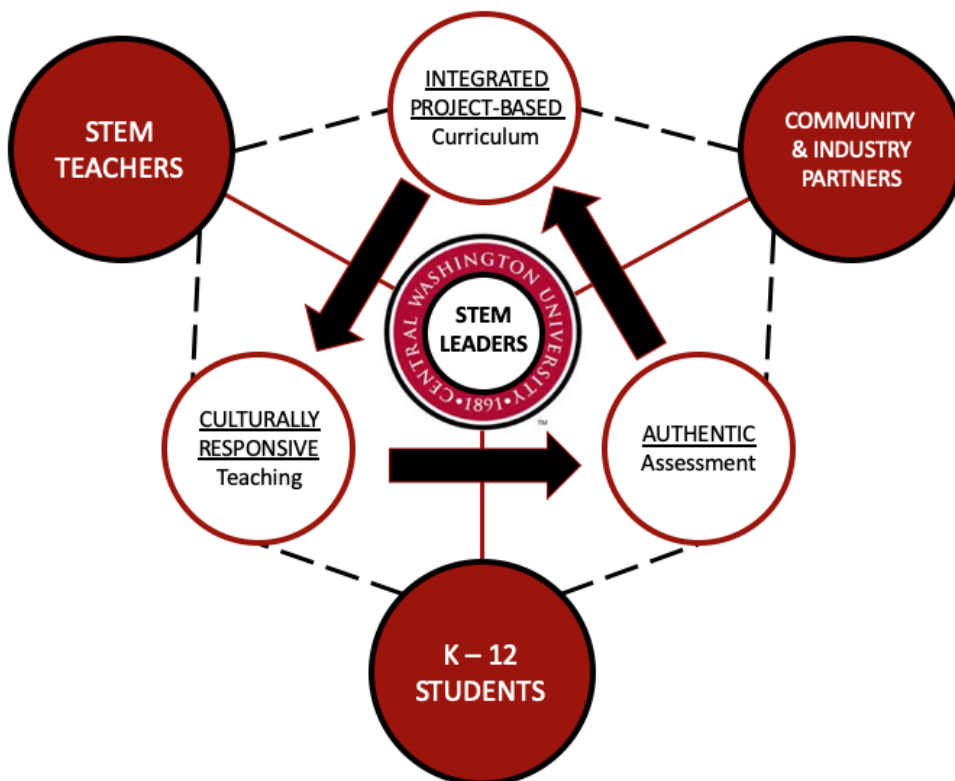 INTEGRATED
PROJECT-BASED
Curriculum
STEM
TEACHERS
COMMUNITY
& INDUSTRY
PARTNERS
CENTRAL WASHINGTON UNIVERSITY
•1891•
STEM
LEADERS
TM
CULTURALLY
RESPONSIVE
Teaching
AUTHENTIC
Assessment
K – 12
STUDENTS